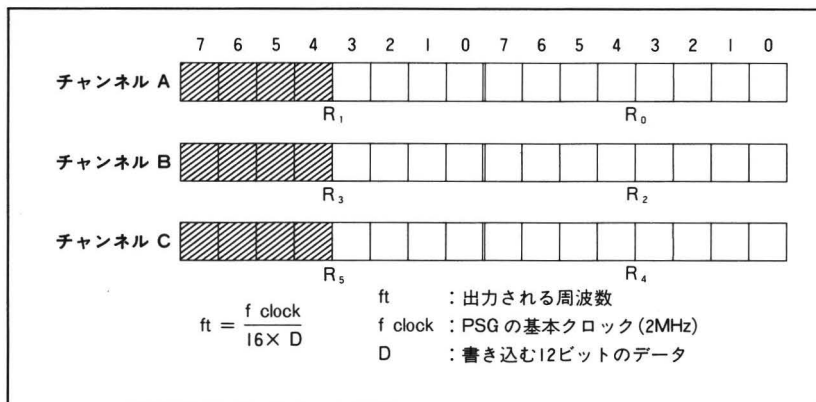 7 6 5 4 3 2 1 0 7 6 5 4 3 2 1 0
チャンネル A
R₁ R₀
チャンネル B
R₃ R₂
チャンネル C
R₅ R₄
ft = f clock / 16× D
ft : 出力される周波数
f clock : PSG の基本クロック (2MHz)
D : 書き込む12ビットのデータ